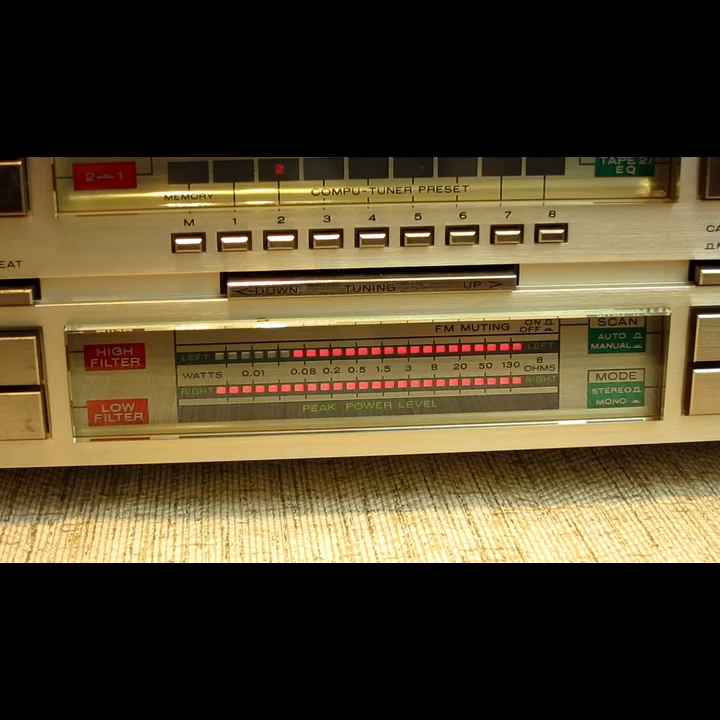 2 1
TAPE 2/
EQ
MEMORY
COMPU-TUNER PRESET
M 1 2 3 4 5 6 7 8
EAT
CA
< DOWN TUNING UP >
FM MUTING ON
OFF
SCAN
HIGH
FILTER
LEFT LEFT
AUTO
MANUAL
WATTS 0.01 0.08 0.2 0.5 1.5 3 8 20 50 130 8
OHMS
RIGHT RIGHT
MODE
LOW
FILTER
PEAK POWER LEVEL
STEREO
MONO